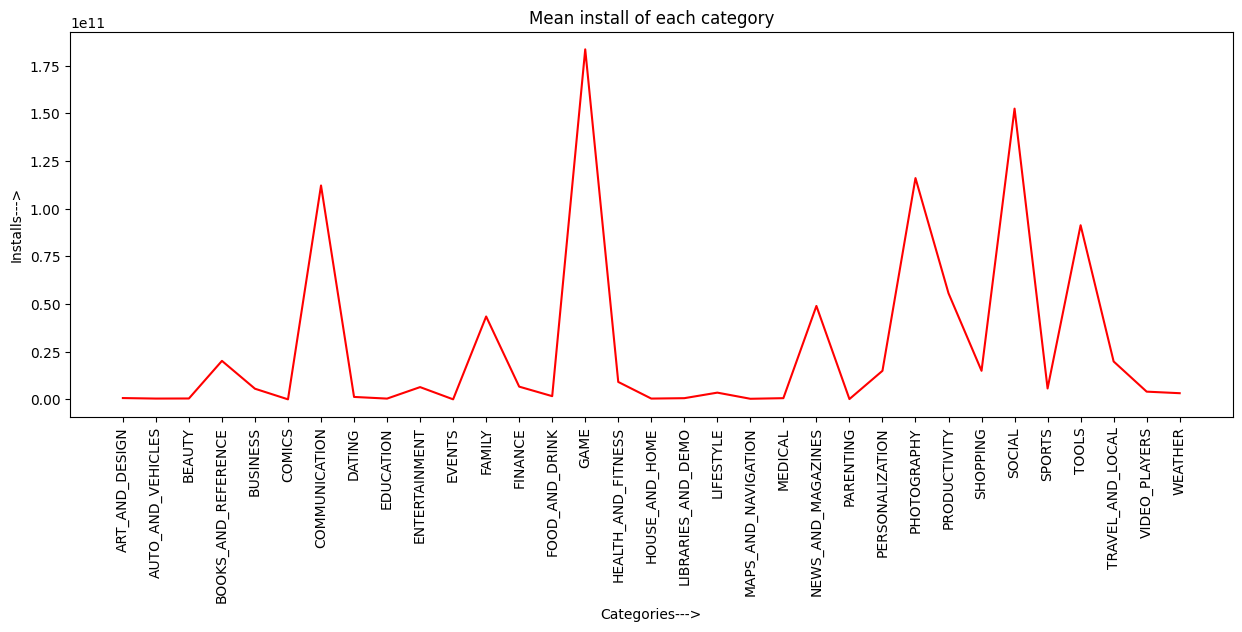 Mean install of each category
1e11
1.75
1.50
1.25
1.00
0.75
0.50
0.25
0.00
Installs--->
ART_AND_DESIGN
AUTO_AND_VEHICLES
BEAUTY
BOOKS_AND_REFERENCE
BUSINESS
COMICS
COMMUNICATION
DATING
EDUCATION
ENTERTAINMENT
EVENTS
FAMILY
FINANCE
FOOD_AND_DRINK
GAME
HEALTH_AND_FITNESS
HOUSE_AND_HOME
LIBRARIES_AND_DEMO
LIFESTYLE
MAPS_AND_NAVIGATION
MEDICAL
NEWS_AND_MAGAZINES
PARENTING
PERSONALIZATION
PHOTOGRAPHY
PRODUCTIVITY
SHOPPING
SOCIAL
SPORTS
TOOLS
TRAVEL_AND_LOCAL
VIDEO_PLAYERS
WEATHER
Categories--->